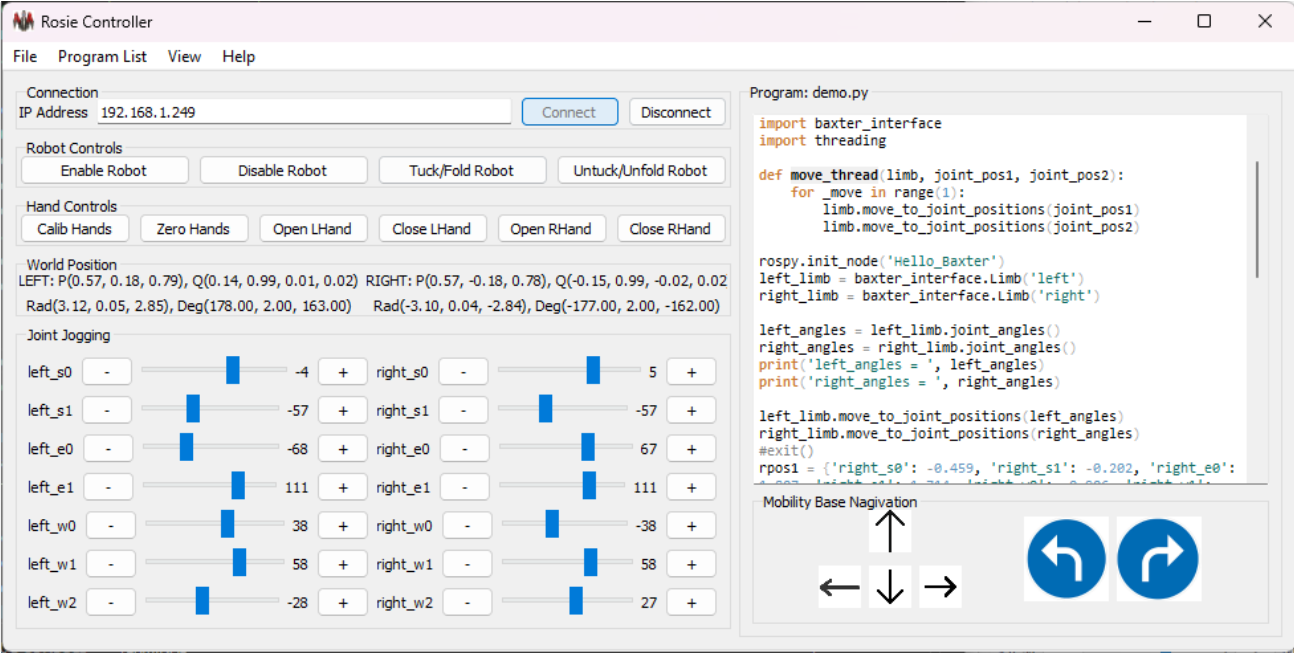 Rosie Controller
File Program List View Help
Connection
IP Address 192.168.1.249 Connect Disconnect
Robot Controls
Enable Robot Disable Robot Tuck/Fold Robot Untuck/Unfold Robot
Hand Controls
Calib Hands Zero Hands Open LHand Close LHand Open RHand Close RHand
World Position
LEFT: P(0.57, 0.18, 0.79), Q(0.14, 0.99, 0.01, 0.02) RIGHT: P(0.57, -0.18, 0.78), Q(-0.15, 0.99, -0.02, 0.02
Rad(3.12, 0.05, 2.85), Deg(178.00, 2.00, 163.00) Rad(-3.10, 0.04, -2.84), Deg(-177.00, 2.00, -162.00)
Joint Jogging
left_s0 - -4 + right_s0 - 5 +
left_s1 - -57 + right_s1 - -57 +
left_e0 - -68 + right_e0 - 67 +
left_e1 - 111 + right_e1 - 111 +
left_w0 - 38 + right_w0 - -38 +
left_w1 - 58 + right_w1 - 58 +
left_w2 - -28 + right_w2 - 27 +
Program: demo.py
import baxter_interface
import threading
def move_thread(limb, joint_pos1, joint_pos2):
for _move in range(1):
limb.move_to_joint_positions(joint_pos1)
limb.move_to_joint_positions(joint_pos2)
rospy.init_node('Hello_Baxter')
left_limb = baxter_interface.Limb('left')
right_limb = baxter_interface.Limb('right')
left_angles = left_limb.joint_angles()
right_angles = right_limb.joint_angles()
print('left_angles = ', left_angles)
print('right_angles = ', right_angles)
left_limb.move_to_joint_positions(left_angles)
right_limb.move_to_joint_positions(right_angles)
#exit()
rpos1 = {'right_s0': -0.459, 'right_s1': -0.202, 'right_e0':
Mobility Base Nagivation